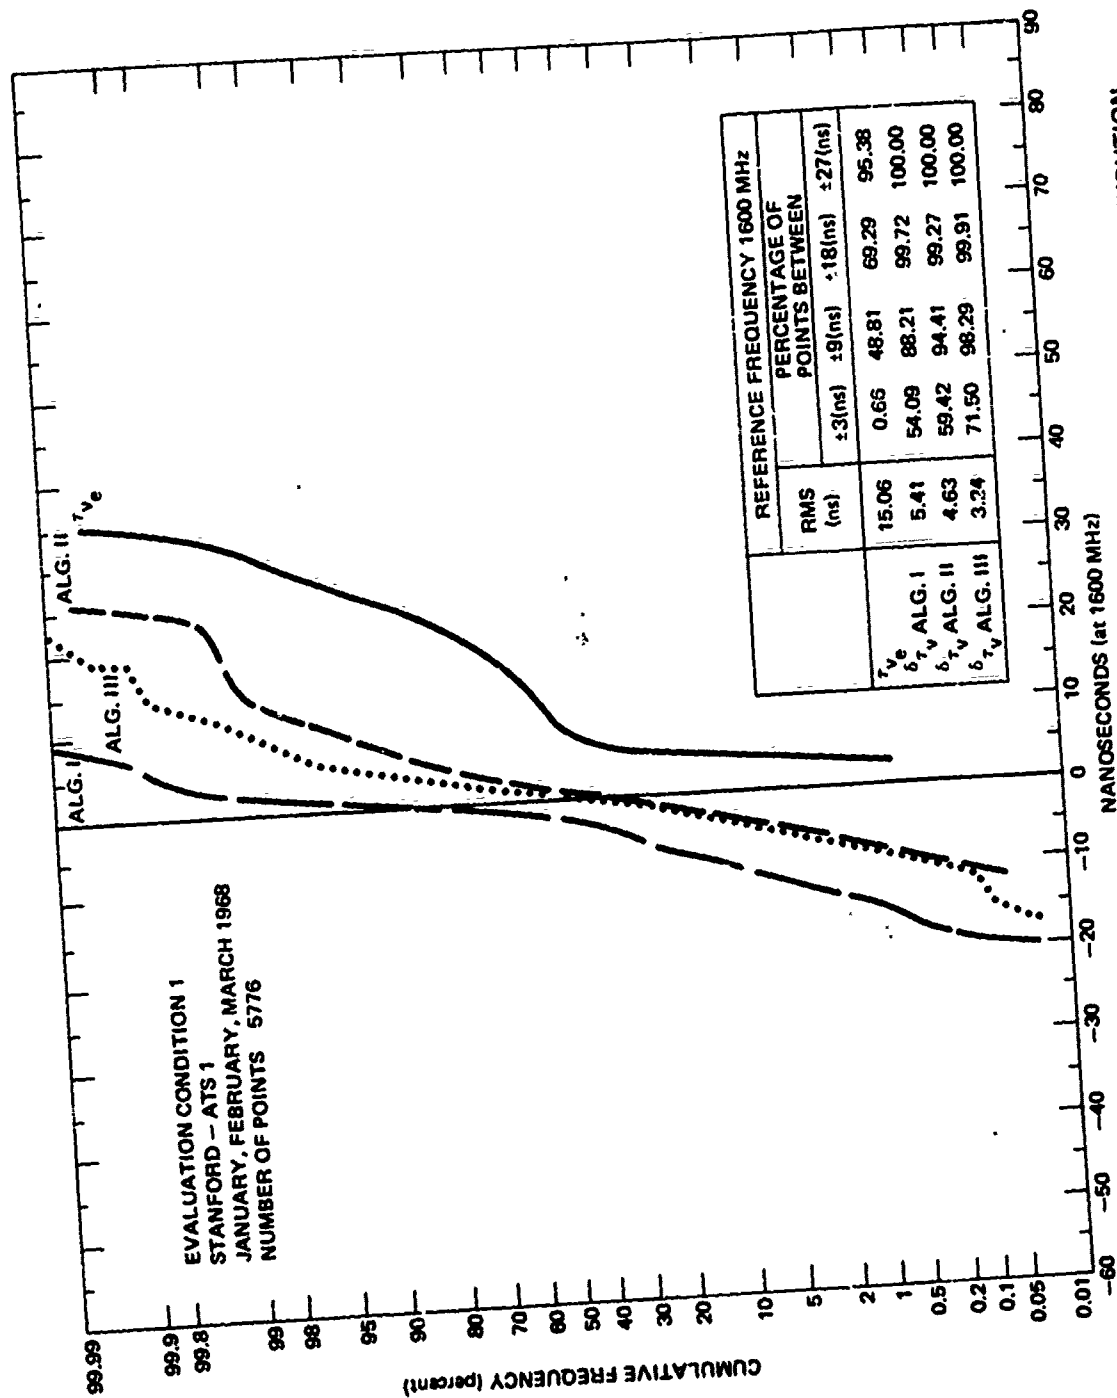 EVALUATION CONDITION 1
STANFORD – ATS 1
JANUARY, FEBRUARY, MARCH 1968
NUMBER OF POINTS 5776
ALG. I
ALG. III
ALG. II
τνe
CUMULATIVE FREQUENCY (percent)
99.99
99.9
99.8
99
98
95
90
80
70
60
50
40
30
20
10
5
2
1
0.5
0.2
0.1
0.05
0.01
REFERENCE FREQUENCY 1600 MHz
RMS (ns) PERCENTAGE OF POINTS BETWEEN
±3(ns) ±9(ns) ±18(ns) ±27(ns)
τνe 15.06 0.66 48.81 69.29 95.38
δτν ALG. I 5.41 54.09 88.21 99.72 100.00
δτν ALG. II 4.63 59.42 94.41 99.27 100.00
δτν ALG. III 3.24 71.50 98.29 99.91 100.00
–60 –50 –40 –30 –20 –10 0 10 20 30 40 50 60 70 80 90
NANOSECONDS (at 1600 MHz)